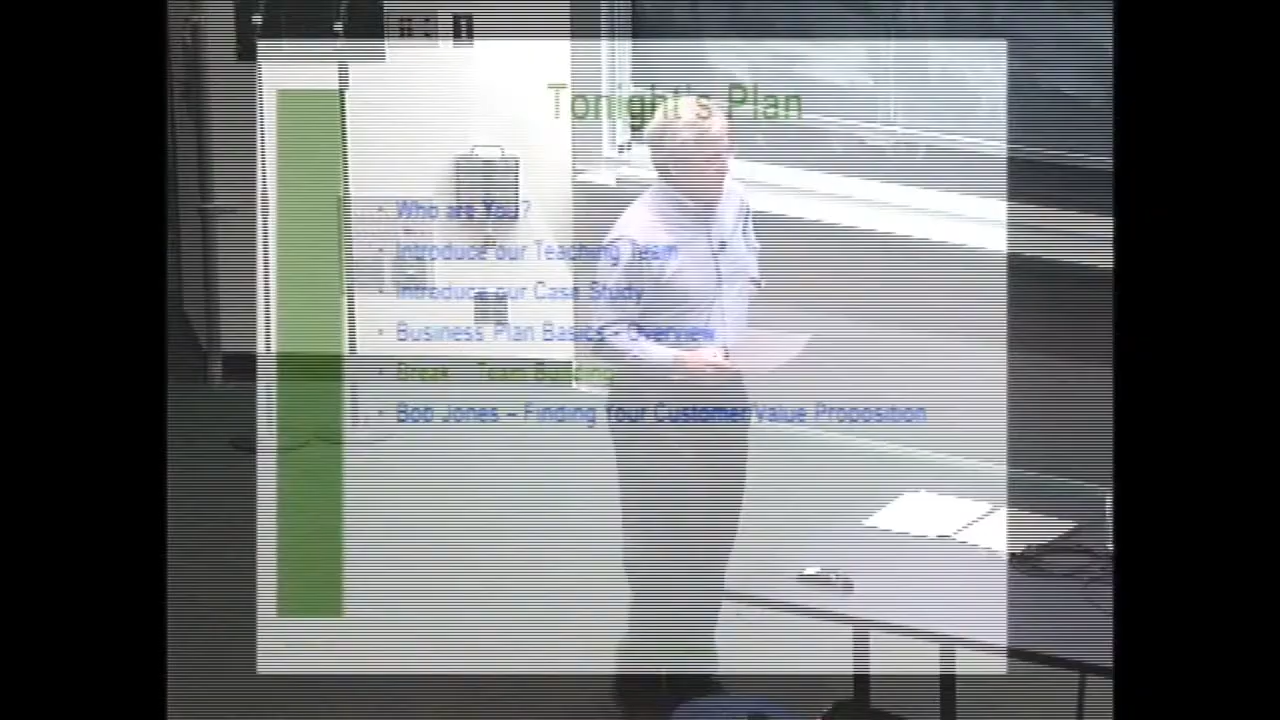 Tonight's Plan
• Who are You?
• Introduce our Teaching Team
• Introduce our Case Study
• Business Plan Basics - Overview
• Break - Team Building
• Bob Jones – Finding Your Customer Value Proposition